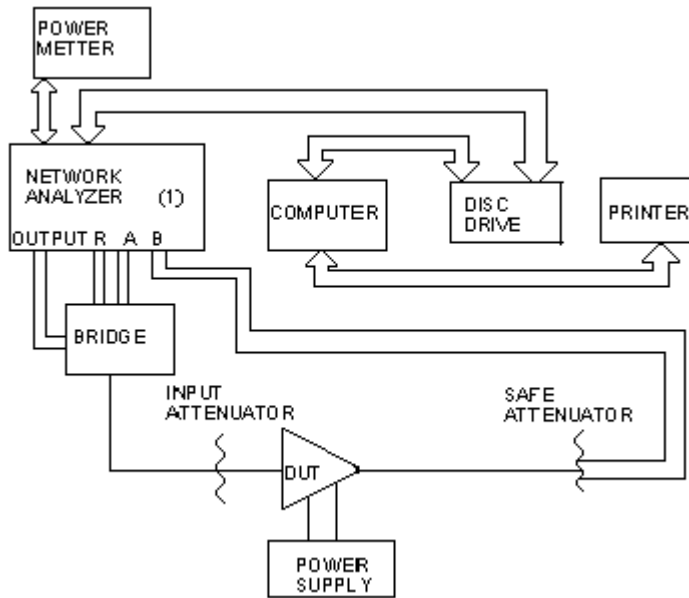 POWER
METTER
NETWORK
ANALYZER
(1)
OUTPUT R A B
COMPUTER
DISC
DRIVE
PRINTER
BRIDGE
INPUT
ATTENUATOR
SAFE
ATTENUATOR
DUT
POWER
SUPPLY